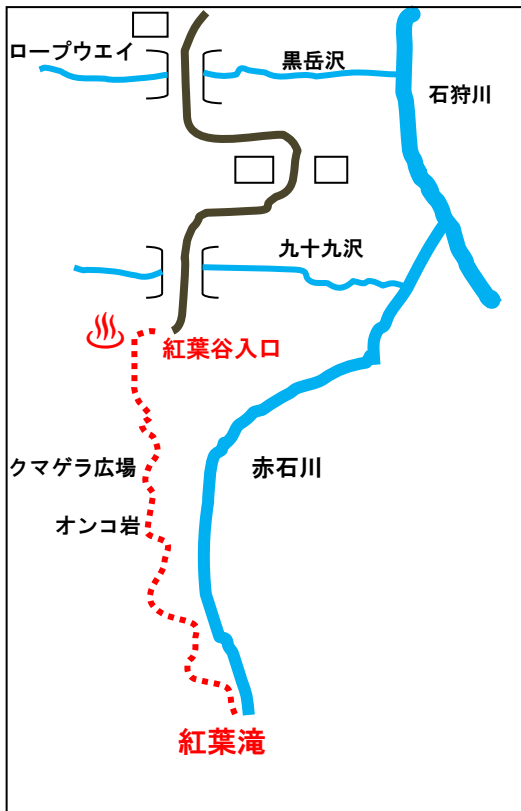 ロープウエイ
黒岳沢
石狩川
九十九沢
紅葉谷入口
クマゲラ広場
赤石川
オンコ岩
紅葉滝